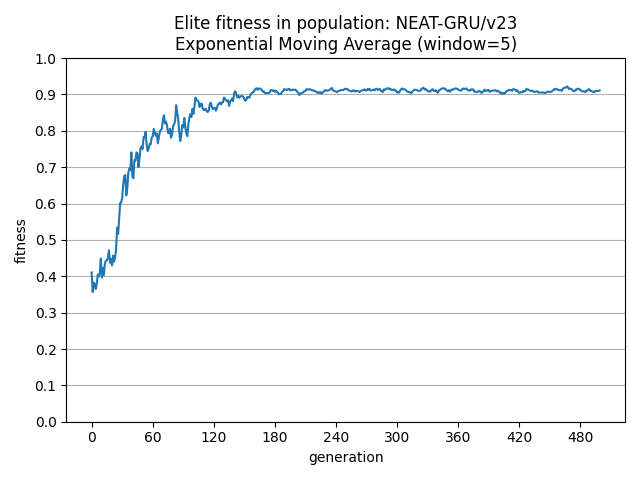 Elite fitness in population: NEAT-GRU/v23
Exponential Moving Average (window=5)
fitness
1.0
0.9
0.8
0.7
0.6
0.5
0.4
0.3
0.2
0.1
0.0
0 60 120 180 240 300 360 420 480
generation